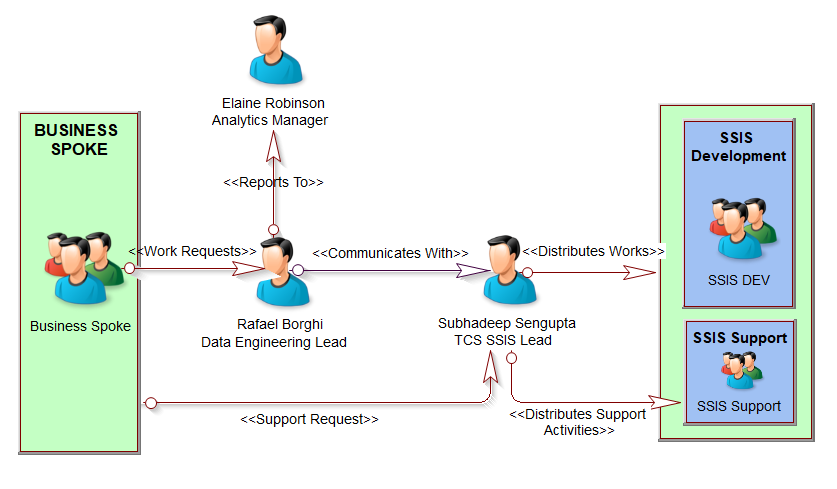 Elaine Robinson
Analytics Manager
BUSINESS
SPOKE
SSIS
Development
<<Reports To>>
<<Work Requests>>
<<Communicates With>>
<<Distributes Works>>
SSIS DEV
Business Spoke
Rafael Borghi
Data Engineering Lead
Subhadeep Sengupta
TCS SSIS Lead
SSIS Support
SSIS Support
<<Support Request>>
<<Distributes Support
Activities>>